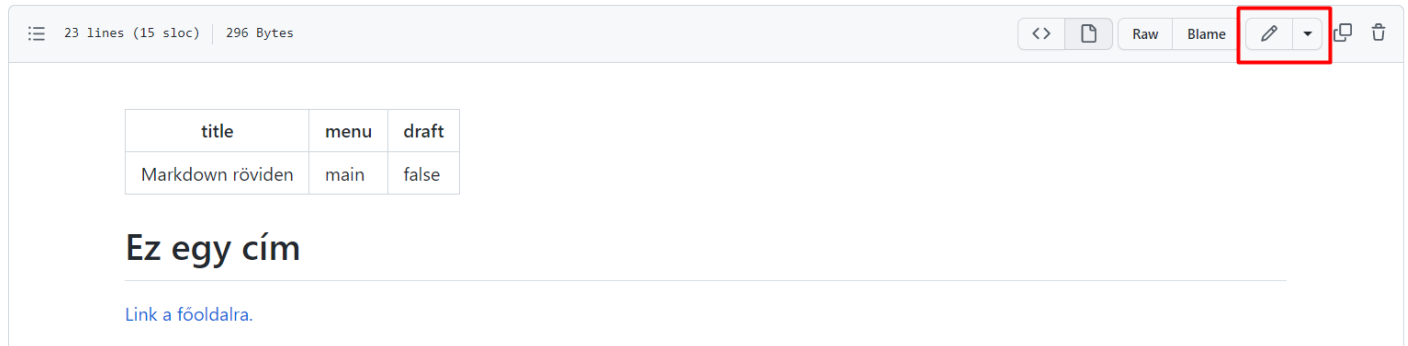 23 lines (15 sloc) 296 Bytes <> Raw Blame
title menu draft
Markdown röviden main false
Ez egy cím
Link a főoldalra.